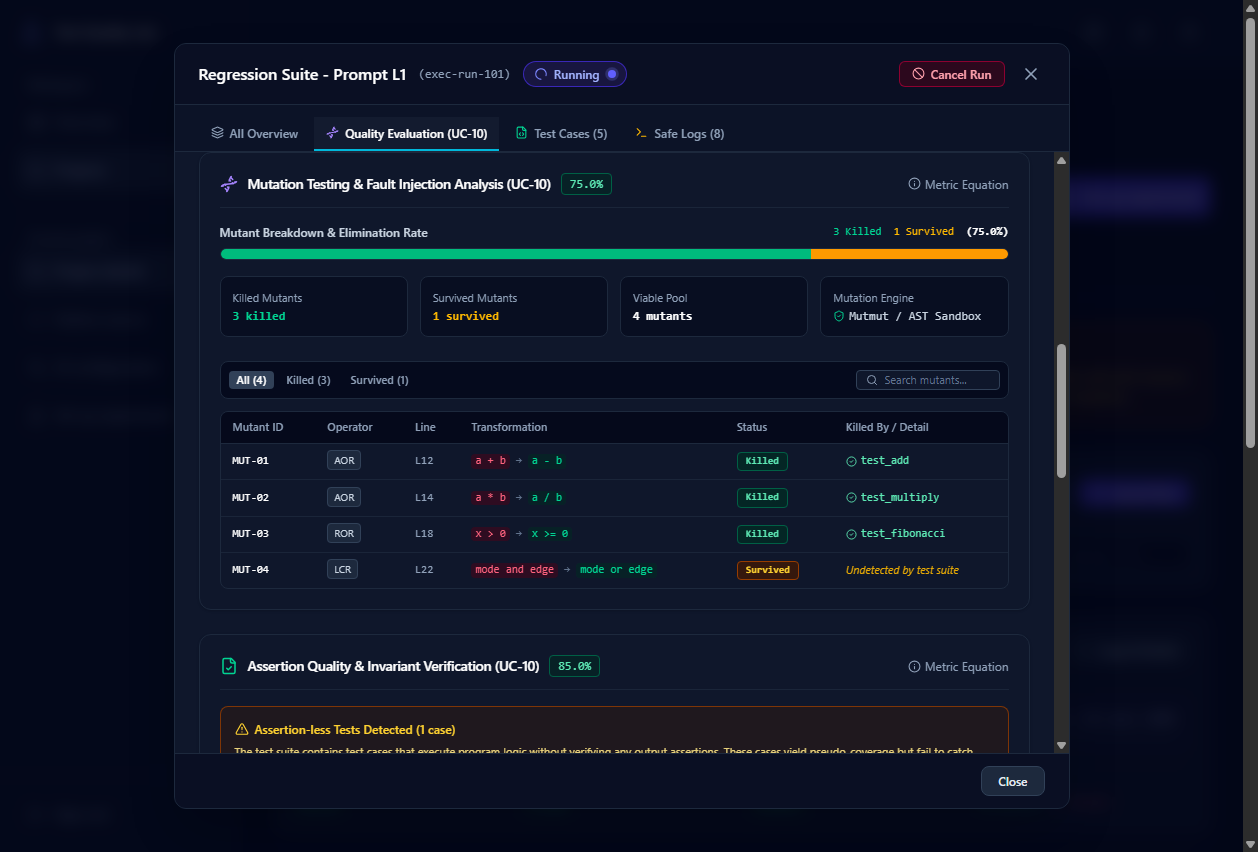 Regression Suite - Prompt L1 (exec-run-101) Running Cancel Run
All Overview Quality Evaluation (UC-10) Test Cases (5) Safe Logs (8)
Mutation Testing & Fault Injection Analysis (UC-10) 75.0% Metric Equation
Mutant Breakdown & Elimination Rate 3 Killed 1 Survived (75.0%)
Killed Mutants Survived Mutants Viable Pool Mutation Engine
3 killed 1 survived 4 mutants Mutmut / AST Sandbox
All (4) Killed (3) Survived (1) Search mutants...
Mutant ID Operator Line Transformation Status Killed By / Detail
MUT-01 AOR L12 a + b → a - b Killed test_add
MUT-02 AOR L14 a * b → a / b Killed test_multiply
MUT-03 ROR L18 x > 0 → x >= 0 Killed test_fibonacci
MUT-04 LCR L22 mode and edge → mode or edge Survived Undetected by test suite
Assertion Quality & Invariant Verification (UC-10) 85.0% Metric Equation
Assertion-less Tests Detected (1 case)
The test suite contains test cases that execute program logic without verifying any output assertions. These cases yield pseudo-coverage but fail to catch
Close